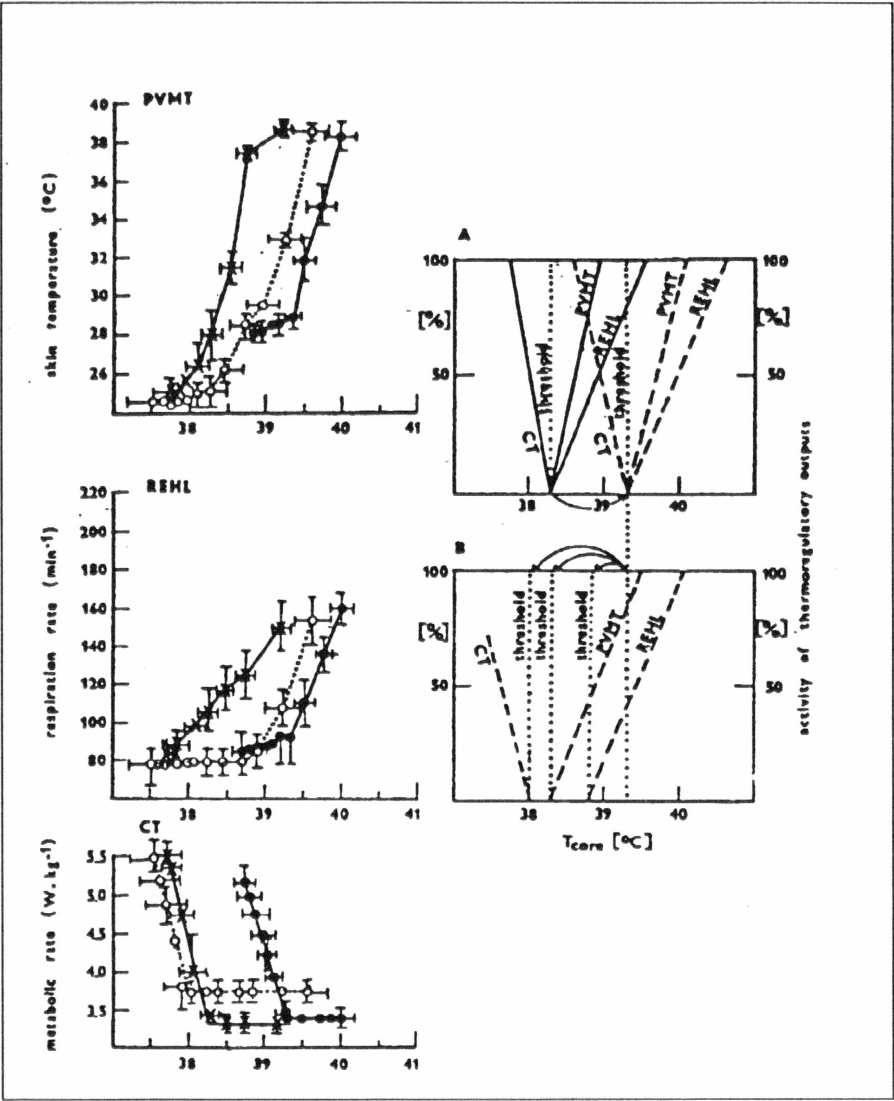 PVMT
40
38
36
34
32
30
28
26
24
skin temperature (°C)
38
39
40
41
REHL
220
200
180
160
140
120
100
80
respiration rate (min-1)
38
39
40
41
CT
5.5
5.0
4.5
4.0
3.5
metabolic rate (W.kg-1)
38
39
40
41
A
100
[%]
50
CT
threshold
PVMT
REHL
CT
threshold
PVMT
REHL
100
[%]
50
38
39
40
B
100
[%]
50
CT
threshold
threshold
threshold
PVMT
REHL
100
[%]
50
38
39
40
Tcore [°C]
activity of thermoregulatory outputs